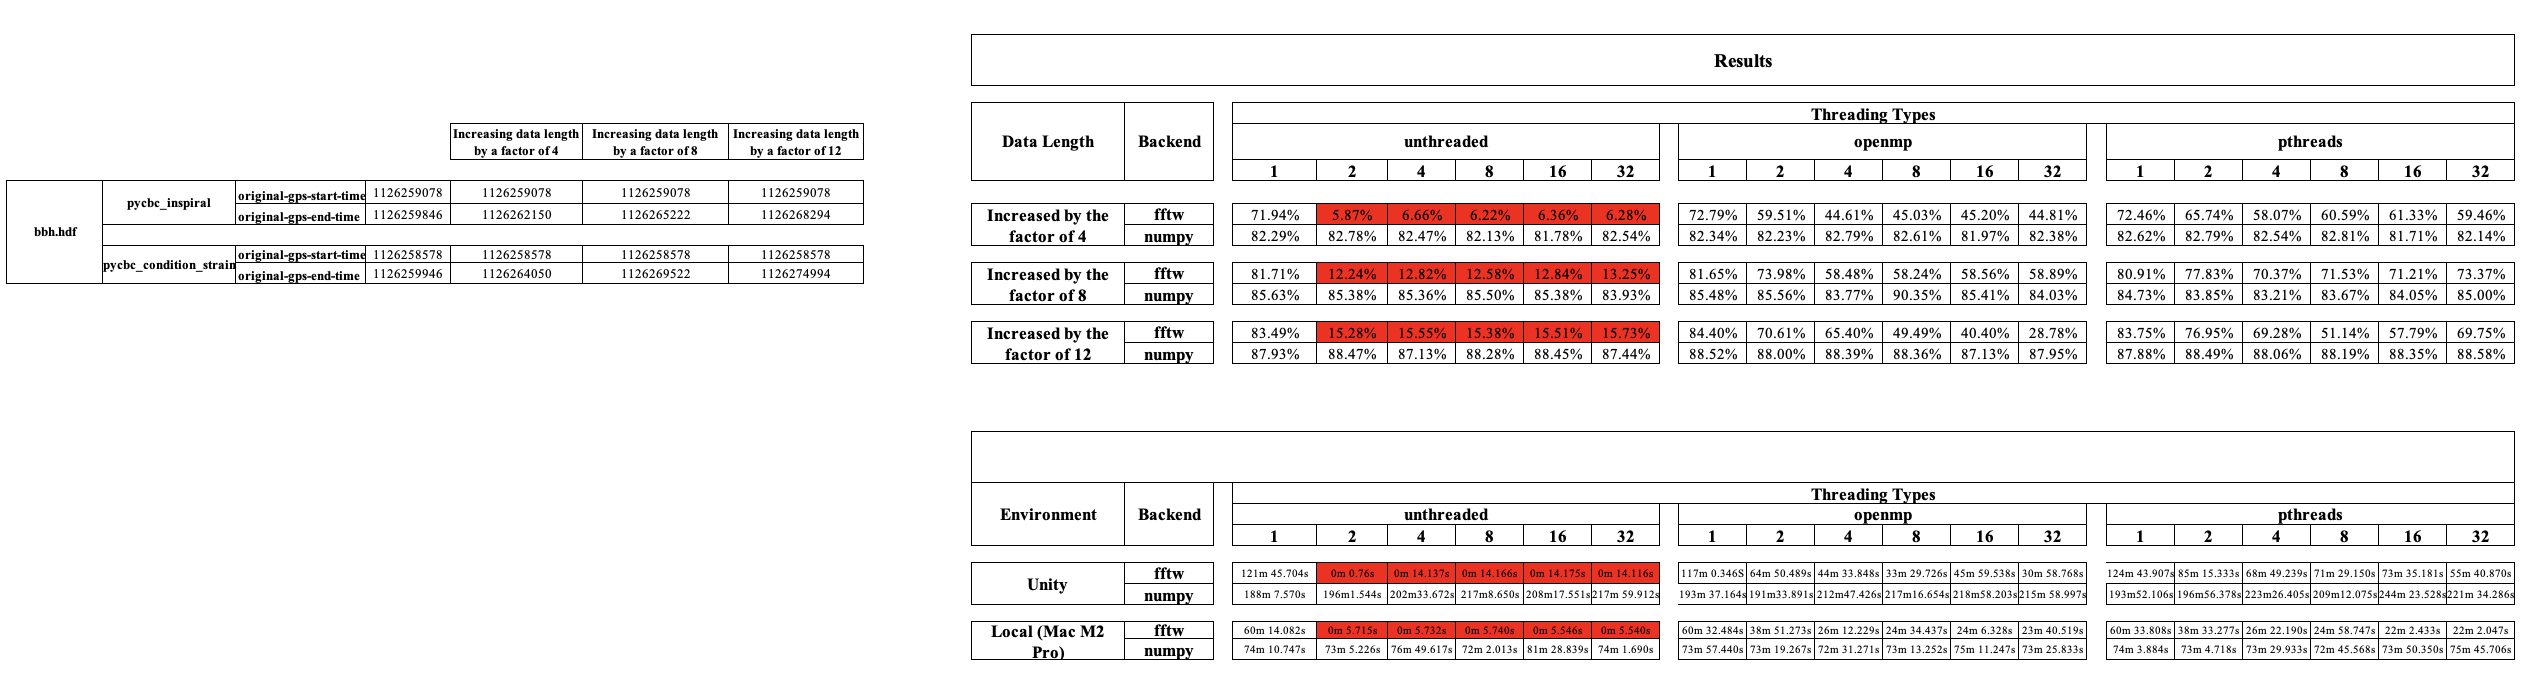 Increasing data length by a factor of 4 Increasing data length by a factor of 8 Increasing data length by a factor of 12
bbh.hdf pycbc_inspiral original-gps-start-time 1126259078 1126259078 1126259078 1126259078
original-gps-end-time 1126259846 1126262150 1126265222 1126268294
pycbc_condition_strain original-gps-start-time 1126258578 1126258578 1126258578 1126258578
original-gps-end-time 1126259946 1126264050 1126269522 1126274994
Results
Data Length Backend Threading Types
unthreaded openmp pthreads
1 2 4 8 16 32 1 2 4 8 16 32 1 2 4 8 16 32
Increased by the factor of 4 fftw 71.94% 5.87% 6.66% 6.22% 6.36% 6.28% 72.79% 59.51% 44.61% 45.03% 45.20% 44.81% 72.46% 65.74% 58.07% 60.59% 61.33% 59.46%
numpy 82.29% 82.78% 82.47% 82.13% 81.78% 82.54% 82.34% 82.23% 82.79% 82.61% 81.97% 82.38% 82.62% 82.79% 82.54% 82.81% 81.71% 82.14%
Increased by the factor of 8 fftw 81.71% 12.24% 12.82% 12.58% 12.84% 13.25% 81.65% 73.98% 58.48% 58.24% 58.56% 58.89% 80.91% 77.83% 70.37% 71.53% 71.21% 73.37%
numpy 85.63% 85.38% 85.36% 85.50% 85.38% 83.93% 85.48% 85.56% 83.77% 90.35% 85.41% 84.03% 84.73% 83.85% 83.21% 83.67% 84.05% 85.00%
Increased by the factor of 12 fftw 83.49% 15.28% 15.55% 15.38% 15.51% 15.73% 84.40% 70.61% 65.40% 49.49% 40.40% 28.78% 83.75% 76.95% 69.28% 51.14% 57.79% 69.75%
numpy 87.93% 88.47% 87.13% 88.28% 88.45% 87.44% 88.52% 88.00% 88.39% 88.36% 87.13% 87.95% 87.88% 88.49% 88.06% 88.19% 88.35% 88.58%
Environment Backend Threading Types
unthreaded openmp pthreads
1 2 4 8 16 32 1 2 4 8 16 32 1 2 4 8 16 32
Unity fftw 121m 45.704s 0m 0.76s 0m 14.137s 0m 14.166s 0m 14.175s 0m 14.116s 117m 0.346S 64m 50.489s 44m 33.848s 33m 29.726s 45m 59.538s 30m 58.768s 124m 43.907s 85m 15.333s 68m 49.239s 71m 29.150s 73m 35.181s 55m 40.870s
numpy 188m 7.570s 196m1.544s 202m33.672s 217m8.650s 208m17.551s 217m 59.912s 193m 37.164s 191m33.891s 212m47.426s 217m16.654s 218m58.203s 215m 58.997s 193m52.106s 196m56.378s 223m26.405s 209m12.075s 244m 23.528s 221m 34.286s
Local (Mac M2 Pro) fftw 60m 14.082s 0m 5.715s 0m 5.732s 0m 5.740s 0m 5.546s 0m 5.540s 60m 32.484s 38m 51.273s 26m 12.229s 24m 34.437s 24m 6.328s 23m 40.519s 60m 33.808s 38m 33.277s 26m 22.190s 24m 58.747s 22m 2.433s 22m 2.047s
numpy 74m 10.747s 73m 5.226s 76m 49.617s 72m 2.013s 81m 28.839s 74m 1.690s 73m 57.440s 73m 19.267s 72m 31.271s 73m 13.252s 75m 11.247s 73m 25.833s 74m 3.884s 73m 4.718s 73m 29.933s 72m 45.568s 73m 50.350s 75m 45.706s